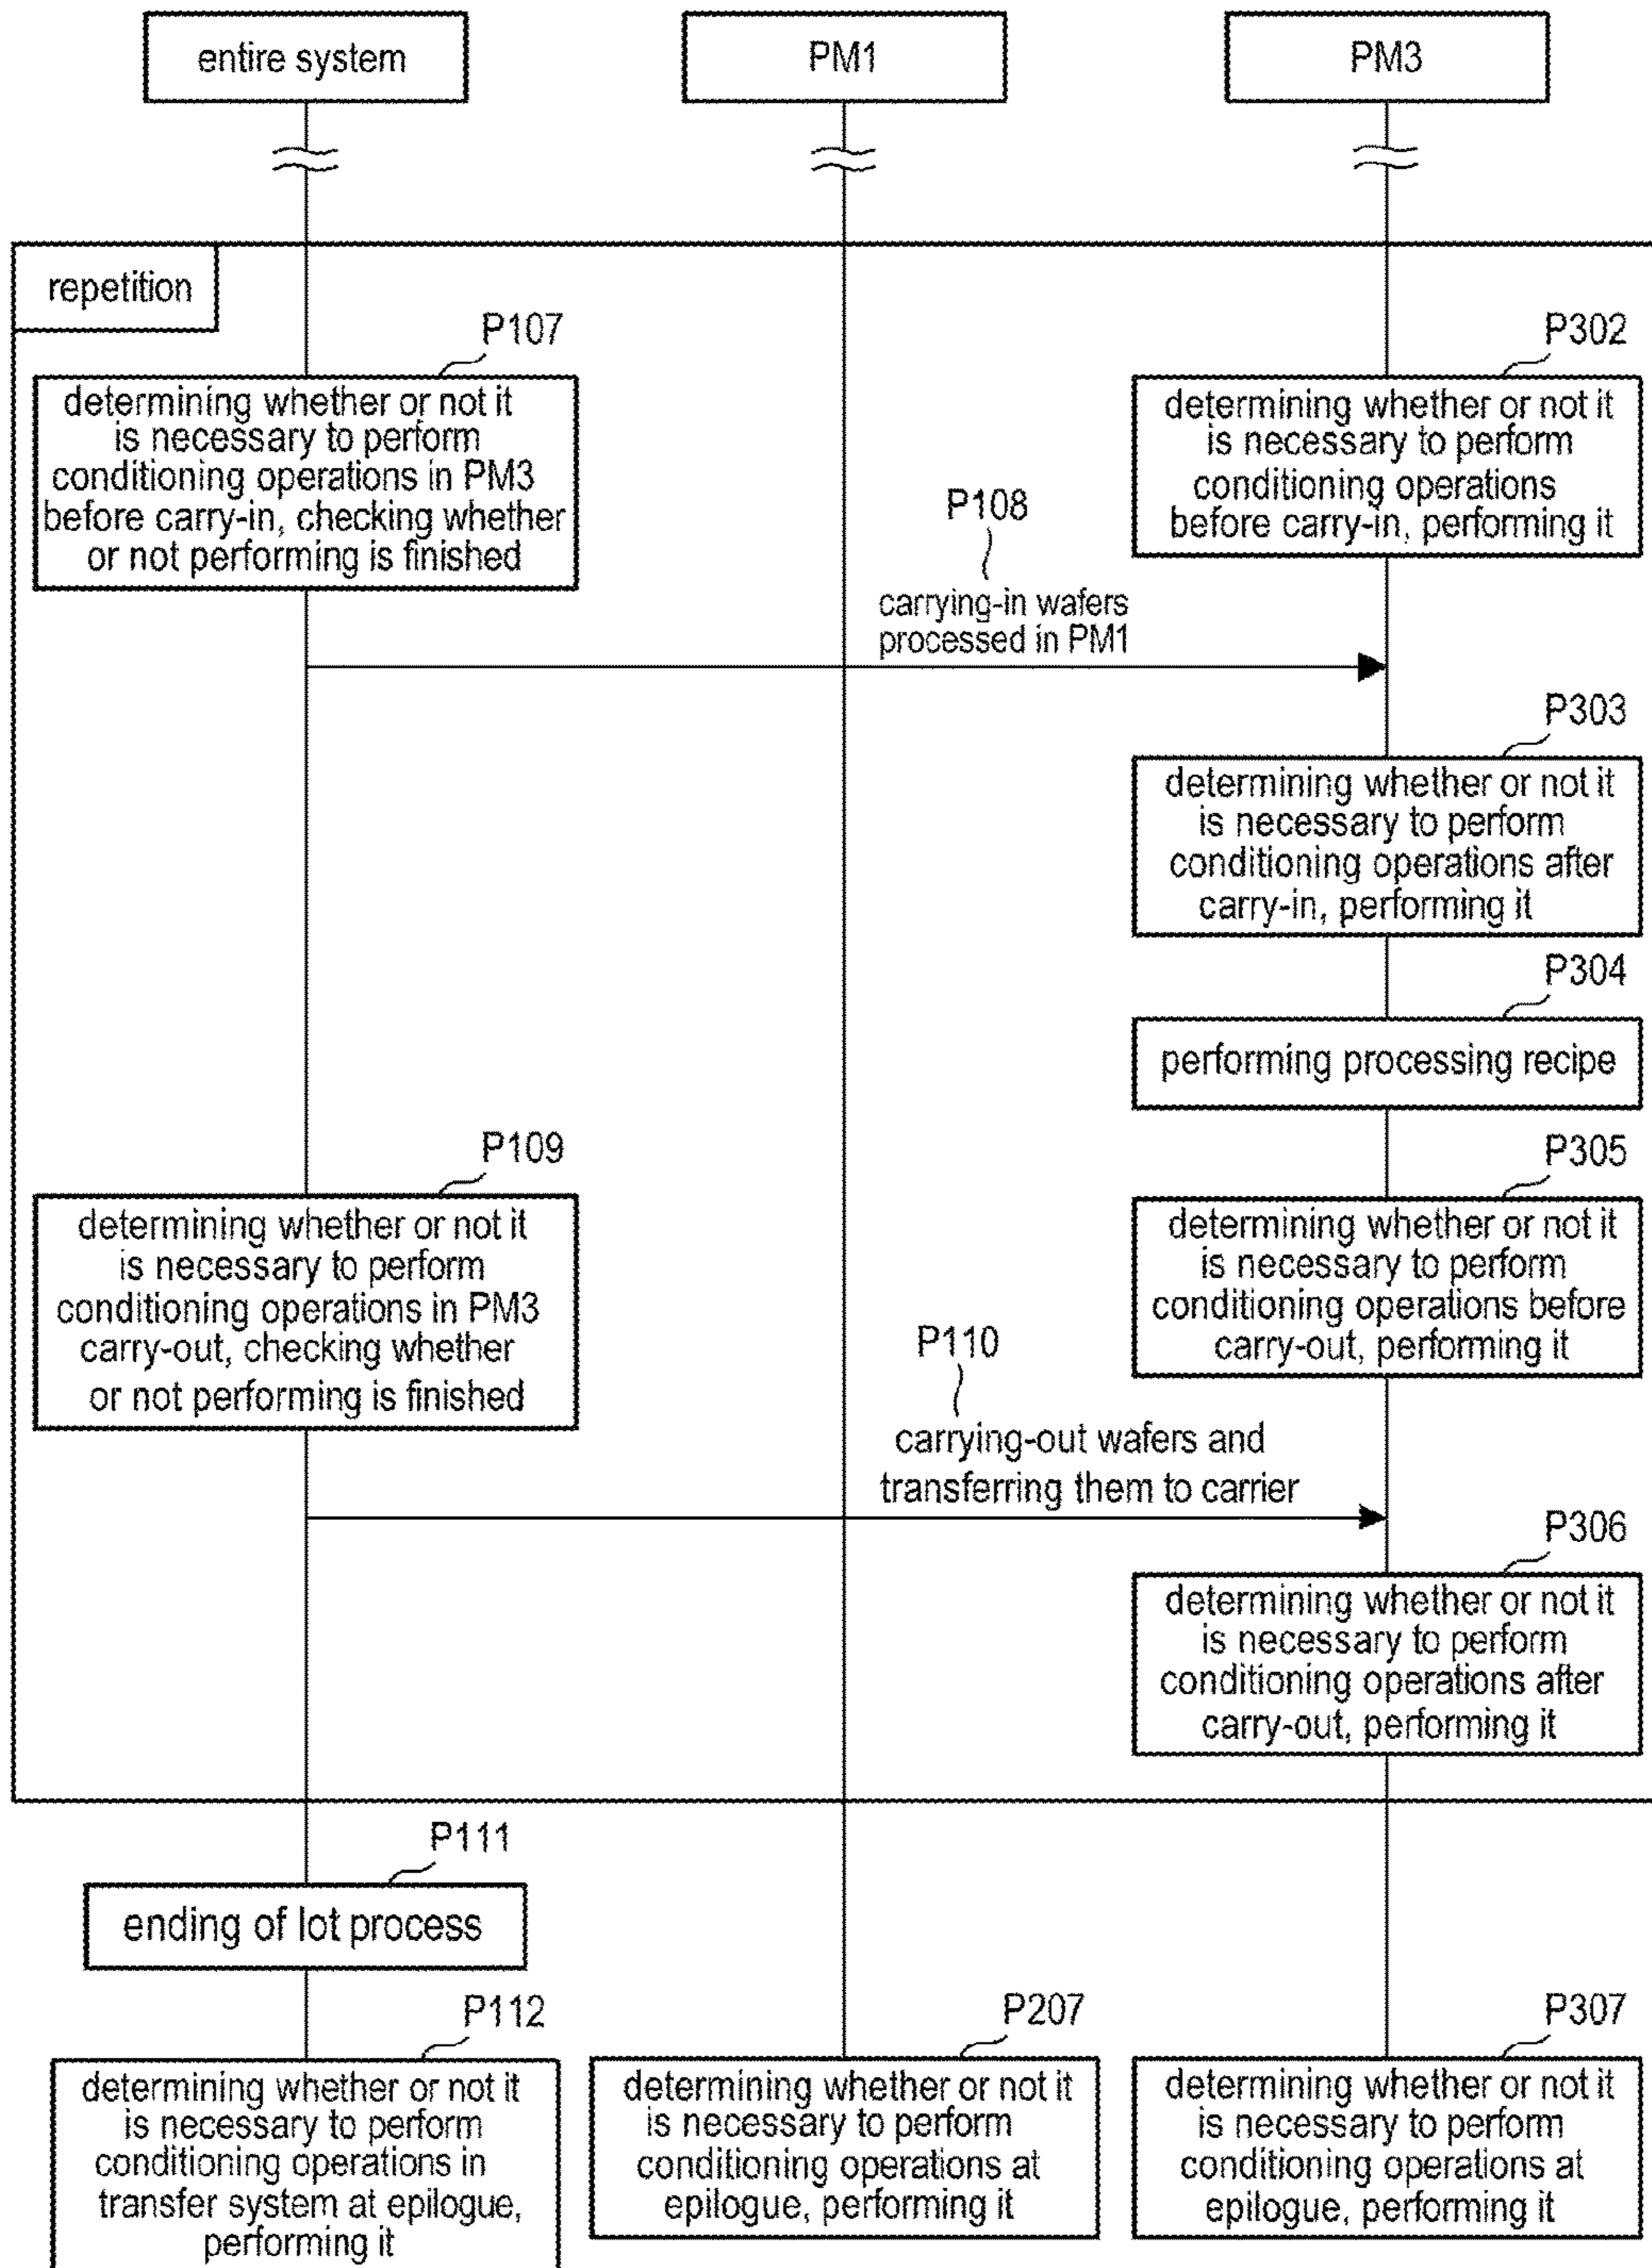 entire system
PM1
PM3
repetition
P107
determining whether or not it
is necessary to perform
conditioning operations in PM3
before carry-in, checking whether
or not performing is finished
P302
determining whether or not it
is necessary to perform
conditioning operations
before carry-in, performing it
P108
carrying-in wafers
processed in PM1
P303
determining whether or not it
is necessary to perform
conditioning operations after
carry-in, performing it
P304
performing processing recipe
P109
determining whether or not it
is necessary to perform
conditioning operations in PM3
carry-out, checking whether
or not performing is finished
P305
determining whether or not it
is necessary to perform
conditioning operations before
carry-out, performing it
P110
carrying-out wafers and
transferring them to carrier
P306
determining whether or not it
is necessary to perform
conditioning operations after
carry-out, performing it
P111
ending of lot process
P112
determining whether or not it
is necessary to perform
conditioning operations in
transfer system at epilogue,
performing it
P207
determining whether or not it
is necessary to perform
conditioning operations at
epilogue, performing it
P307
determining whether or not it
is necessary to perform
conditioning operations at
epilogue, performing it